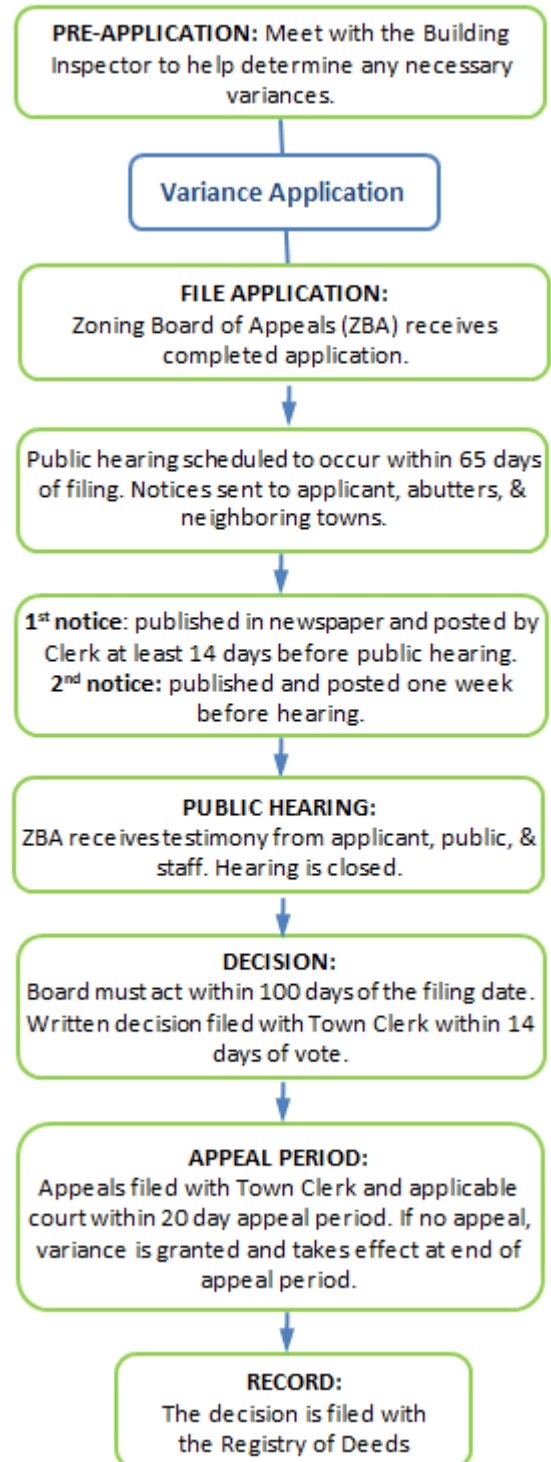 PRE-APPLICATION: Meet with the Building
Inspector to help determine any necessary
variances.
Variance Application
FILE APPLICATION:
Zoning Board of Appeals (ZBA) receives
completed application.
Public hearing scheduled to occur within 65 days
of filing. Notices sent to applicant, abutters, &
neighboring towns.
1st notice: published in newspaper and posted by
Clerk at least 14 days before public hearing.
2nd notice: published and posted one week
before hearing.
PUBLIC HEARING:
ZBA receives testimony from applicant, public, &
staff. Hearing is closed.
DECISION:
Board must act within 100 days of the filing date.
Written decision filed with Town Clerk within 14
days of vote.
APPEAL PERIOD:
Appeals filed with Town Clerk and applicable
court within 20 day appeal period. If no appeal,
variance is granted and takes effect at end of
appeal period.
RECORD:
The decision is filed with
the Registry of Deeds